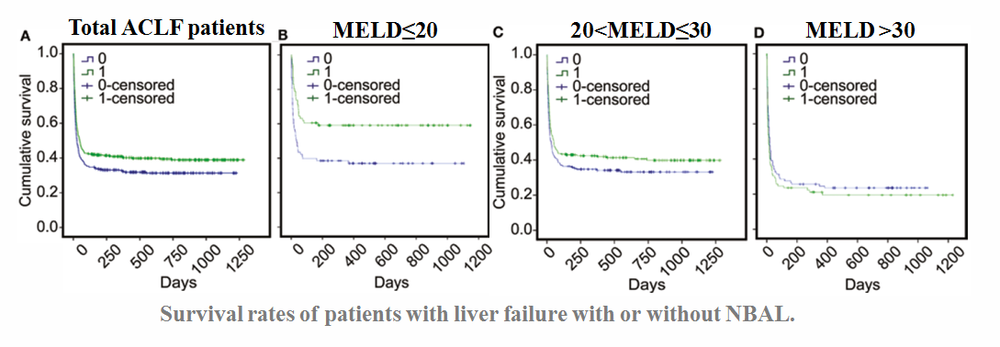 A Total ACLF patients
B MELD≤20
C 20<MELD≤30
D MELD >30
Cumulative survival
1.0
0.8
0.6
0.4
0.2
0.0
0
1
0-censored
1-censored
0 250 500 750 1000 1250
Days
0
1
0-censored
1-censored
0 200 400 600 800 1000 1200
Days
Cumulative survival
1.0
0.8
0.6
0.4
0.2
0.0
0
1
0-censored
1-censored
0 250 500 750 1000 1250
Days
0
1
0-censored
1-censored
0 200 400 600 800 1000 1200
Days
Survival rates of patients with liver failure with or without NBAL.